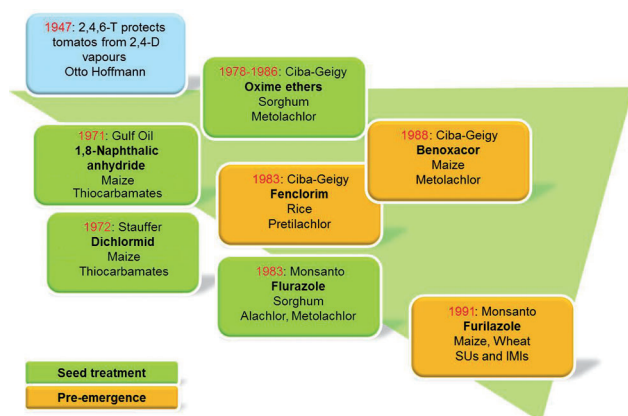 1947: 2,4,6-T protects
tomatos from 2,4-D
vapours
Otto Hoffmann
1978-1986: Ciba-Geigy
Oxime ethers
Sorghum
Metolachlor
1971: Gulf Oil
1,8-Naphthalic
anhydride
Maize
Thiocarbamates
1988: Ciba-Geigy
Benoxacor
Maize
Metolachlor
1983: Ciba-Geigy
Fenclorim
Rice
Pretilachlor
1972: Stauffer
Dichlormid
Maize
Thiocarbamates
1983: Monsanto
Flurazole
Sorghum
Alachlor, Metolachlor
1991: Monsanto
Furilazole
Maize, Wheat
SUs and IMIs
Seed treatment
Pre-emergence